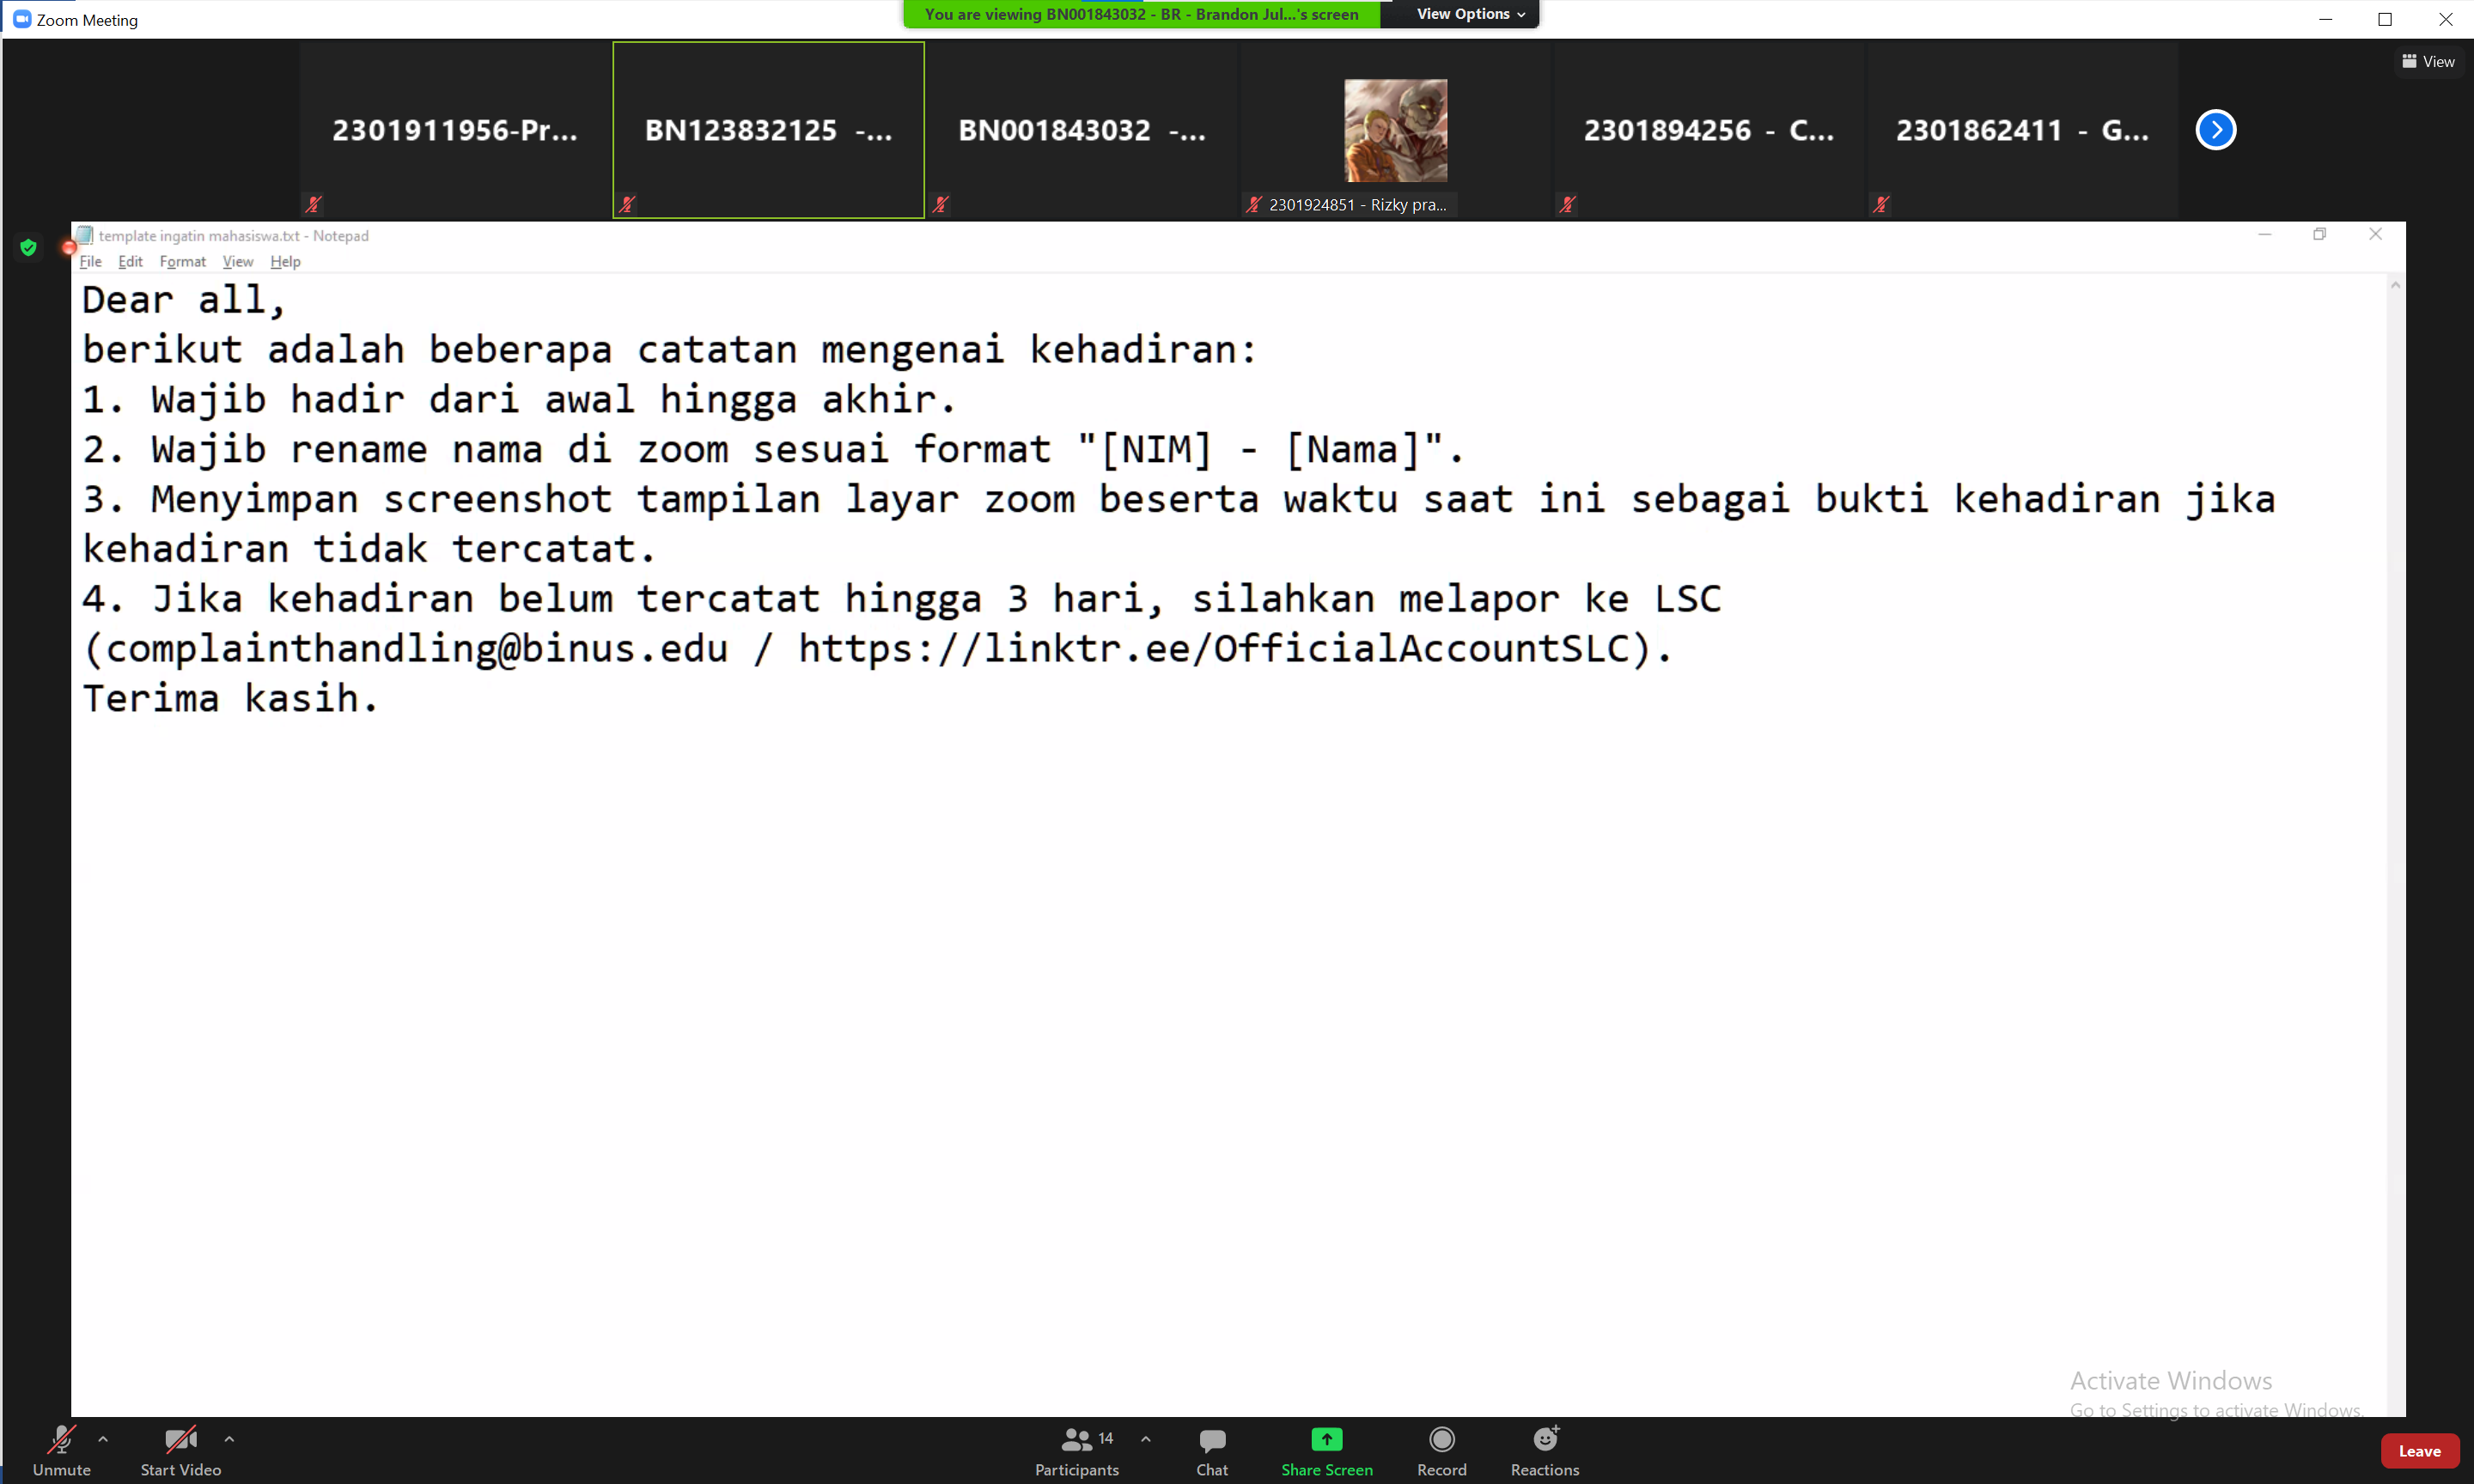 Zoom Meeting
You are viewing BN001843032 - BR - Brandon Jul...'s screen
View Options
View
2301911956-Pr...
BN123832125 -...
BN001843032 -...
2301924851 - Rizky pra...
2301894256 - C...
2301862411 - G...
template ingatin mahasiswa.txt - Notepad
File Edit Format View Help
Dear all,
berikut adalah beberapa catatan mengenai kehadiran:
1. Wajib hadir dari awal hingga akhir.
2. Wajib rename nama di zoom sesuai format "[NIM] - [Nama]".
3. Menyimpan screenshot tampilan layar zoom beserta waktu saat ini sebagai bukti kehadiran jika
kehadiran tidak tercatat.
4. Jika kehadiran belum tercatat hingga 3 hari, silahkan melapor ke LSC
(complainthandling@binus.edu / https://linktr.ee/OfficialAccountSLC).
Terima kasih.
Activate Windows
Go to Settings to activate Windows.
Unmute
Start Video
14
Participants
Chat
Share Screen
Record
Reactions
Leave